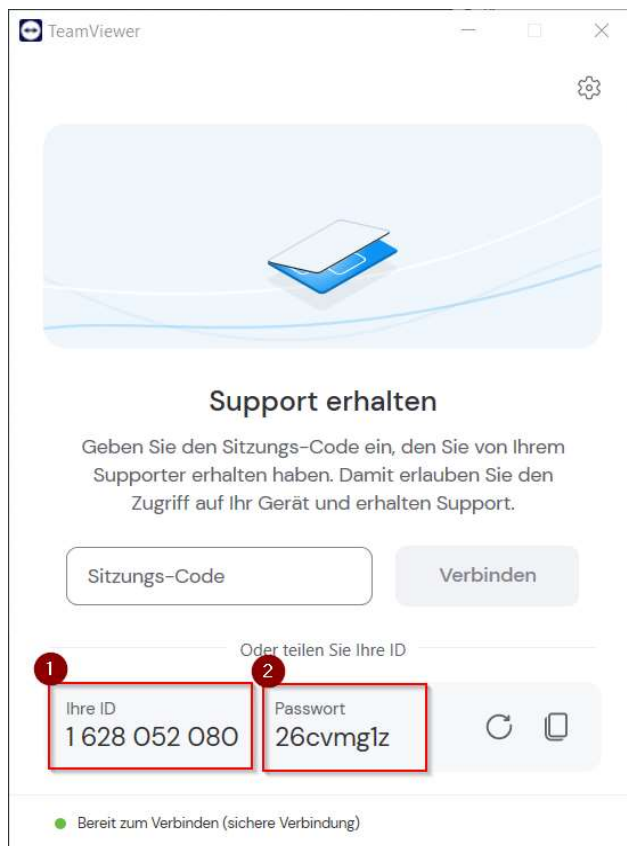 TeamViewer
Support erhalten
Geben Sie den Sitzungs-Code ein, den Sie von Ihrem
Supporter erhalten haben. Damit erlauben Sie den
Zugriff auf Ihr Gerät und erhalten Support.
Sitzungs-Code
Verbinden
Oder teilen Sie Ihre ID
1
2
Ihre ID
Passwort
1 628 052 080
26cvmg1z
Bereit zum Verbinden (sichere Verbindung)